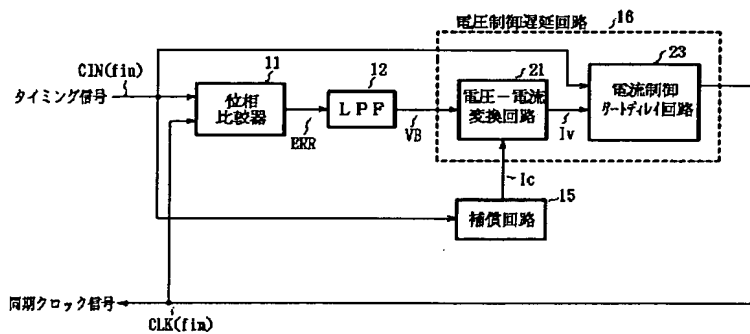 電圧制御遅延回路
16
CIN(fin)
タイミング信号
11
位相
比較器
ERR
12
LPF
VB
21
電圧－電流
変換回路
Iv
23
電流制御
ゲートディレイ回路
Ic
15
補償回路
同期クロック信号
CLK(fin)